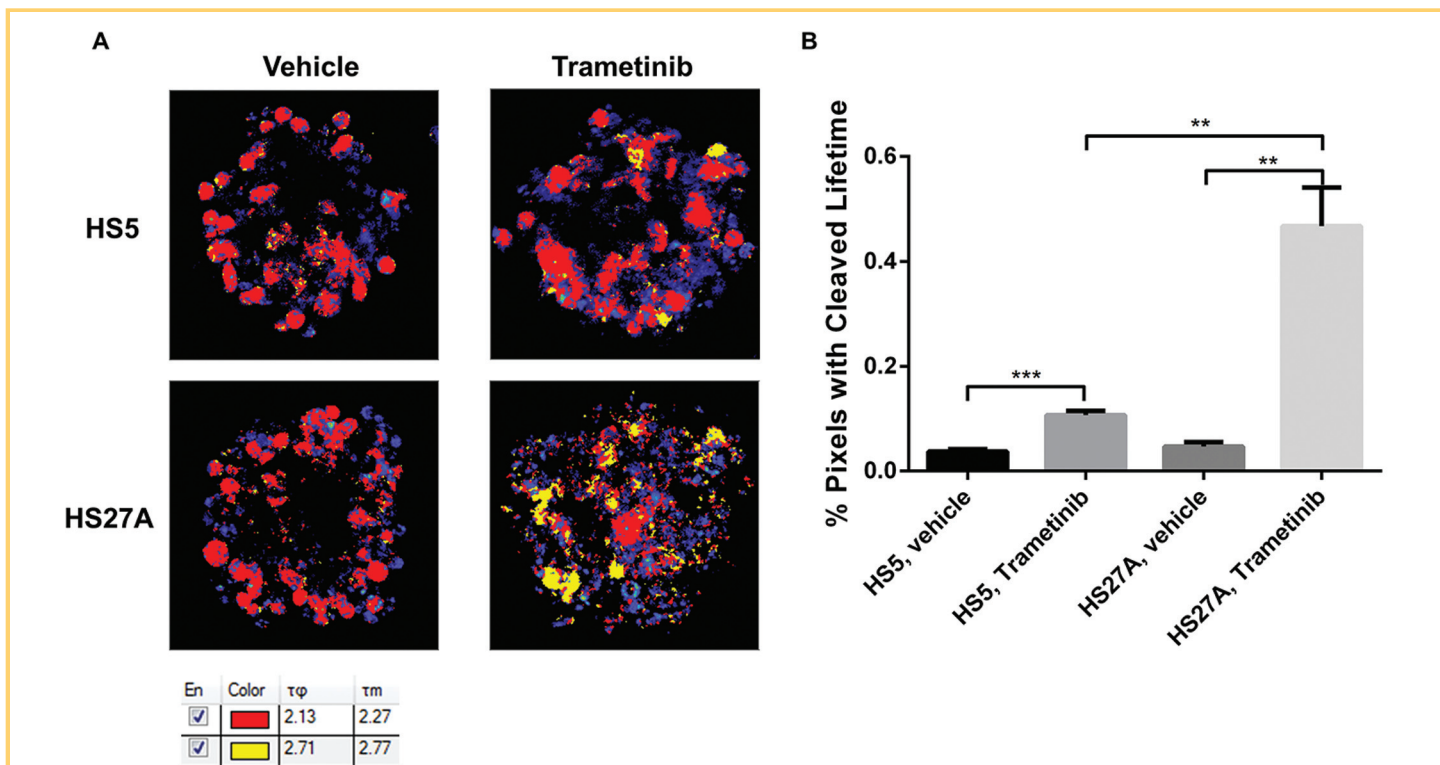 A
B
Vehicle
Trametinib
HS5
HS27A
En Color τφ τm
2.13 2.27
2.71 2.77
% Pixels with Cleaved Lifetime
0.6
0.4
0.2
0.0
**
**
***
HS5, vehicle
HS5, Trametinib
HS27A, vehicle
HS27A, Trametinib